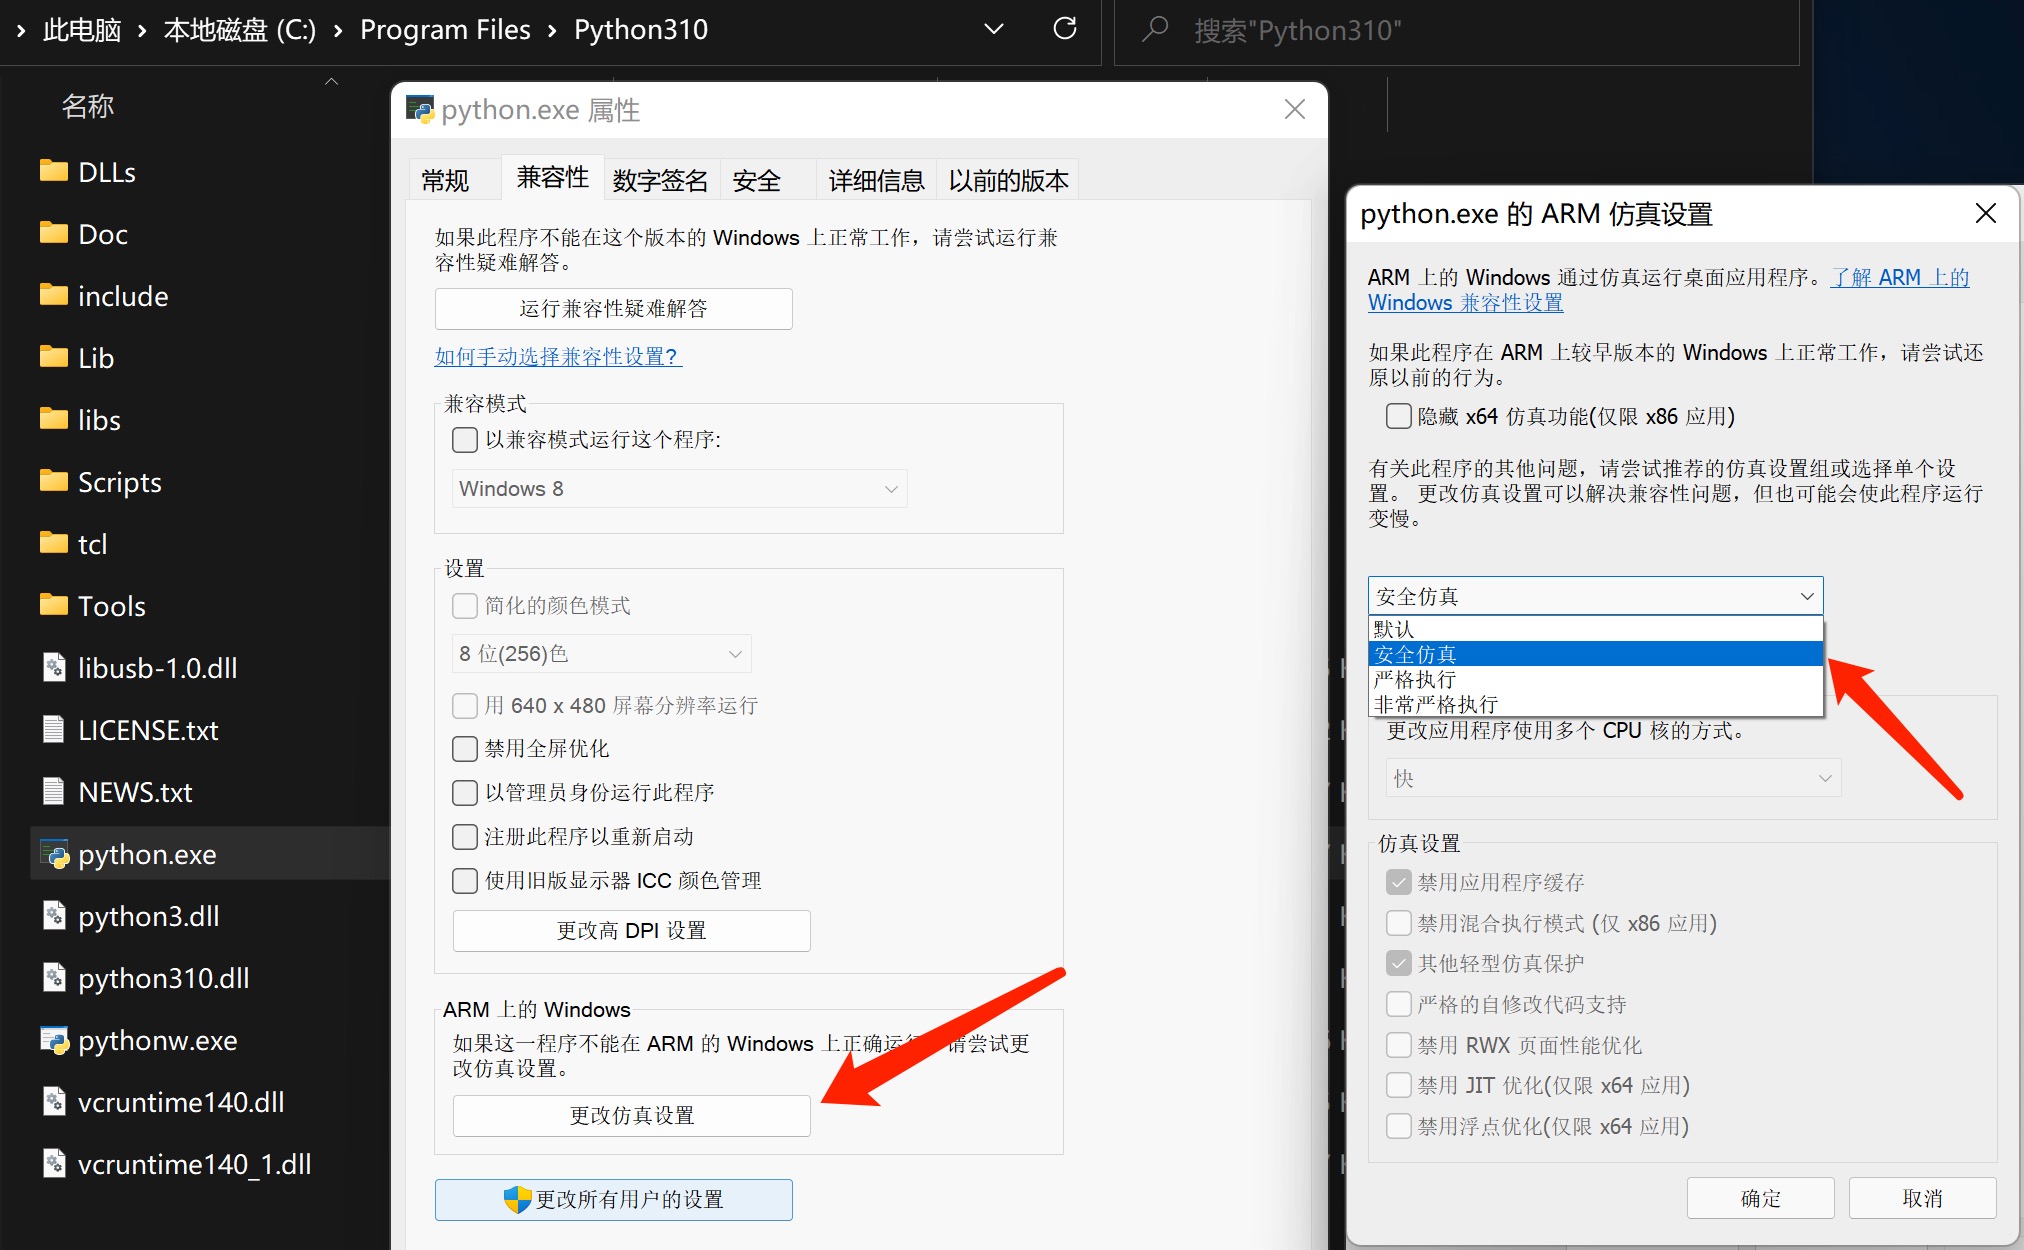 此电脑 本地磁盘 (C:) Program Files Python310
搜索"Python310"
名称
DLLs
Doc
include
Lib
libs
Scripts
tcl
Tools
libusb-1.0.dll
LICENSE.txt
NEWS.txt
python.exe
python3.dll
python310.dll
pythonw.exe
vcruntime140.dll
vcruntime140_1.dll
python.exe 属性
常规 兼容性 数字签名 安全 详细信息 以前的版本
如果此程序不能在这个版本的 Windows 上正常工作，请尝试运行兼
容性疑难解答。
运行兼容性疑难解答
如何手动选择兼容性设置?
兼容模式
以兼容模式运行这个程序:
Windows 8
设置
简化的颜色模式
8 位(256)色
用 640 x 480 屏幕分辨率运行
禁用全屏优化
以管理员身份运行此程序
注册此程序以重新启动
使用旧版显示器 ICC 颜色管理
更改高 DPI 设置
ARM 上的 Windows
如果这一程序不能在 ARM 的 Windows 上正确运 请尝试更
改仿真设置。
更改仿真设置
更改所有用户的设置
python.exe 的 ARM 仿真设置
ARM 上的 Windows 通过仿真运行桌面应用程序。了解 ARM 上的
Windows 兼容性设置
如果此程序在 ARM 上较早版本的 Windows 上正常工作，请尝试还
原以前的行为。
隐藏 x64 仿真功能(仅限 x86 应用)
有关此程序的其他问题，请尝试推荐的仿真设置组或选择单个设
置。 更改仿真设置可以解决兼容性问题，但也可能会使此程序运行
变慢。
安全仿真
默认
安全仿真
严格执行
非常严格执行
更改应用程序使用多个 CPU 核的方式。
快
仿真设置
禁用应用程序缓存
禁用混合执行模式 (仅 x86 应用)
其他轻型仿真保护
严格的自修改代码支持
禁用 RWX 页面性能优化
禁用 JIT 优化(仅限 x64 应用)
禁用浮点优化(仅限 x64 应用)
确定 取消